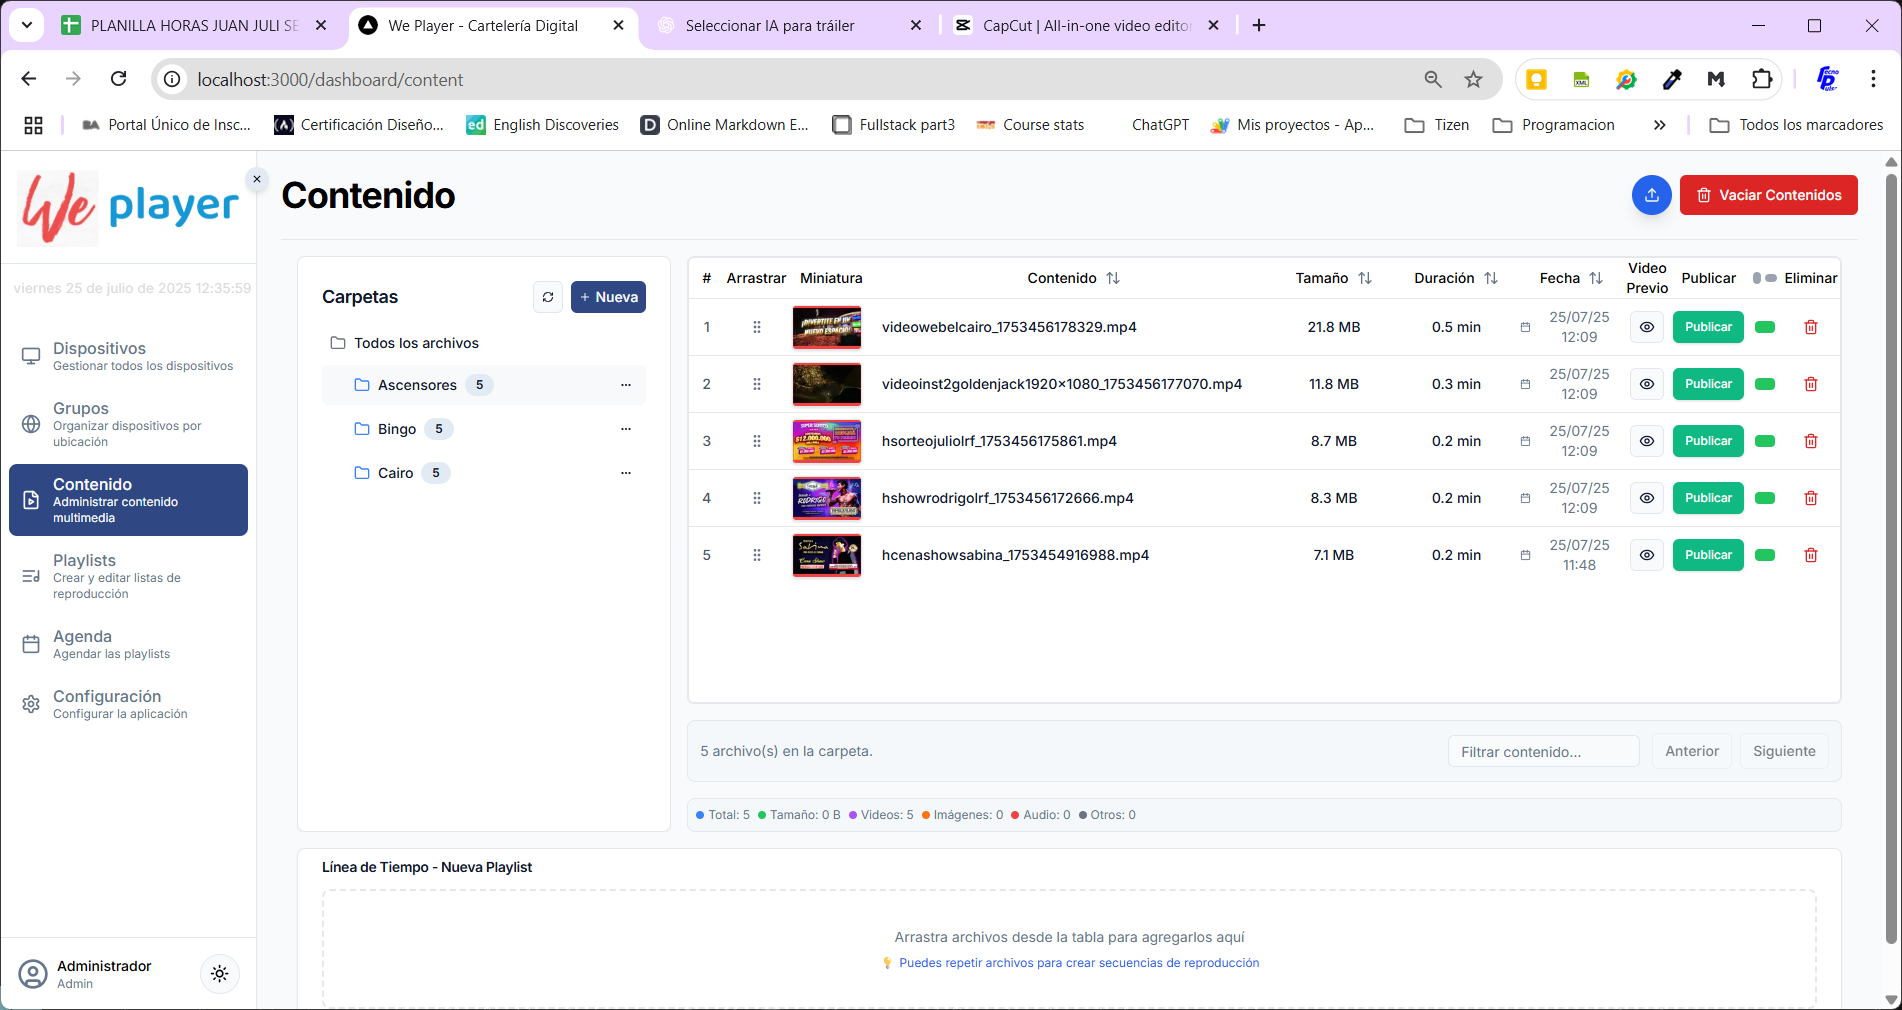 PLANILLA HORAS JUAN JULI SE
We Player - Cartelería Digital
Seleccionar IA para tráiler
CapCut | All-in-one video edito
localhost:3000/dashboard/content
Portal Único de Insc...
Certificación Diseño...
English Discoveries
Online Markdown E...
Fullstack part3
Course stats
ChatGPT
Mis proyectos - Ap...
Tizen
Programacion
Todos los marcadores
We player
viernes 25 de julio de 2025 12:35:59
Dispositivos
Gestionar todos los dispositivos
Grupos
Organizar dispositivos por
ubicación
Contenido
Administrar contenido
multimedia
Playlists
Crear y editar listas de
reproducción
Agenda
Agendar las playlists
Configuración
Configurar la aplicación
Administrador
Admin
Contenido
Vaciar Contenidos
Carpetas
+ Nueva
Todos los archivos
Ascensores 5
Bingo 5
Cairo 5
# Arrastrar Miniatura Contenido Tamaño Duración Fecha Video Previo Publicar Eliminar
1 videowebelcairo_1753456178329.mp4 21.8 MB 0.5 min 25/07/25 12:09 Publicar
2 videoinst2goldenjack1920x1080_1753456177070.mp4 11.8 MB 0.3 min 25/07/25 12:09 Publicar
3 hsorteojuliolrf_1753456175861.mp4 8.7 MB 0.2 min 25/07/25 12:09 Publicar
4 hshowrodrigolrf_1753456172666.mp4 8.3 MB 0.2 min 25/07/25 12:09 Publicar
5 hcenashowsabina_1753454916988.mp4 7.1 MB 0.2 min 25/07/25 11:48 Publicar
5 archivo(s) en la carpeta.
Filtrar contenido...
Anterior
Siguiente
Total: 5 Tamaño: 0 B Videos: 5 Imágenes: 0 Audio: 0 Otros: 0
Línea de Tiempo - Nueva Playlist
Arrastra archivos desde la tabla para agregarlos aquí
Puedes repetir archivos para crear secuencias de reproducción